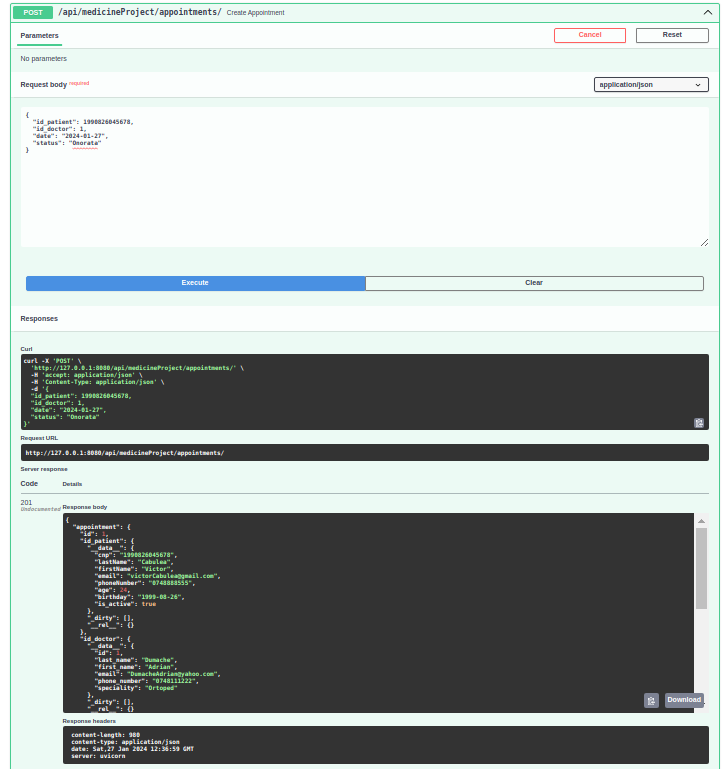 POST /api/medicineProject/appointments/ Create Appointment
Parameters
Cancel
Reset
No parameters
Request body required
application/json
{
"id_patient": 1990826045678,
"id_doctor": 1,
"date": "2024-01-27",
"status": "Onorata"
}
Execute
Clear
Responses
Curl
curl -X 'POST' \
'http://127.0.0.1:8080/api/medicineProject/appointments/' \
-H 'accept: application/json' \
-H 'Content-Type: application/json' \
-d '{
"id_patient": 1990826045678,
"id_doctor": 1,
"date": "2024-01-27",
"status": "Onorata"
}'
Request URL
http://127.0.0.1:8080/api/medicineProject/appointments/
Server response
Code Details
201
Undocumented
Response body
{
"appointment": {
"id": 1,
"id_patient": {
"__data__": {
"cnp": "1990826045678",
"lastName": "Cabulea",
"firstName": "Victor",
"email": "victorCabulea@gmail.com",
"phoneNumber": "0748888555",
"age": 24,
"birthday": "1999-08-26",
"is_active": true
},
"_dirty": [],
"__rel__": {}
},
"id_doctor": {
"__data__": {
"id": 1,
"last_name": "Dumache",
"first_name": "Adrian",
"email": "DumacheAdrian@yahoo.com",
"phone_number": "0748111222",
"speciality": "Ortoped"
},
"_dirty": [],
"__rel__": {}
Download
Response headers
content-length: 980
content-type: application/json
date: Sat,27 Jan 2024 12:36:59 GMT
server: uvicorn